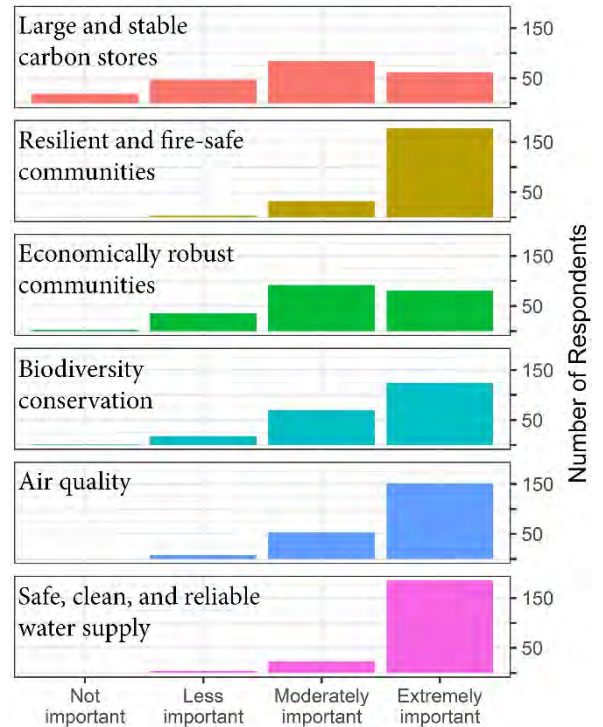 Large and stable
carbon stores
150
50
Resilient and fire-safe
communities
150
50
Economically robust
communities
150
50
Biodiversity
conservation
150
50
Air quality
150
50
Safe, clean, and reliable
water supply
150
50
Number of Respondents
Not
important
Less
important
Moderately
important
Extremely
important